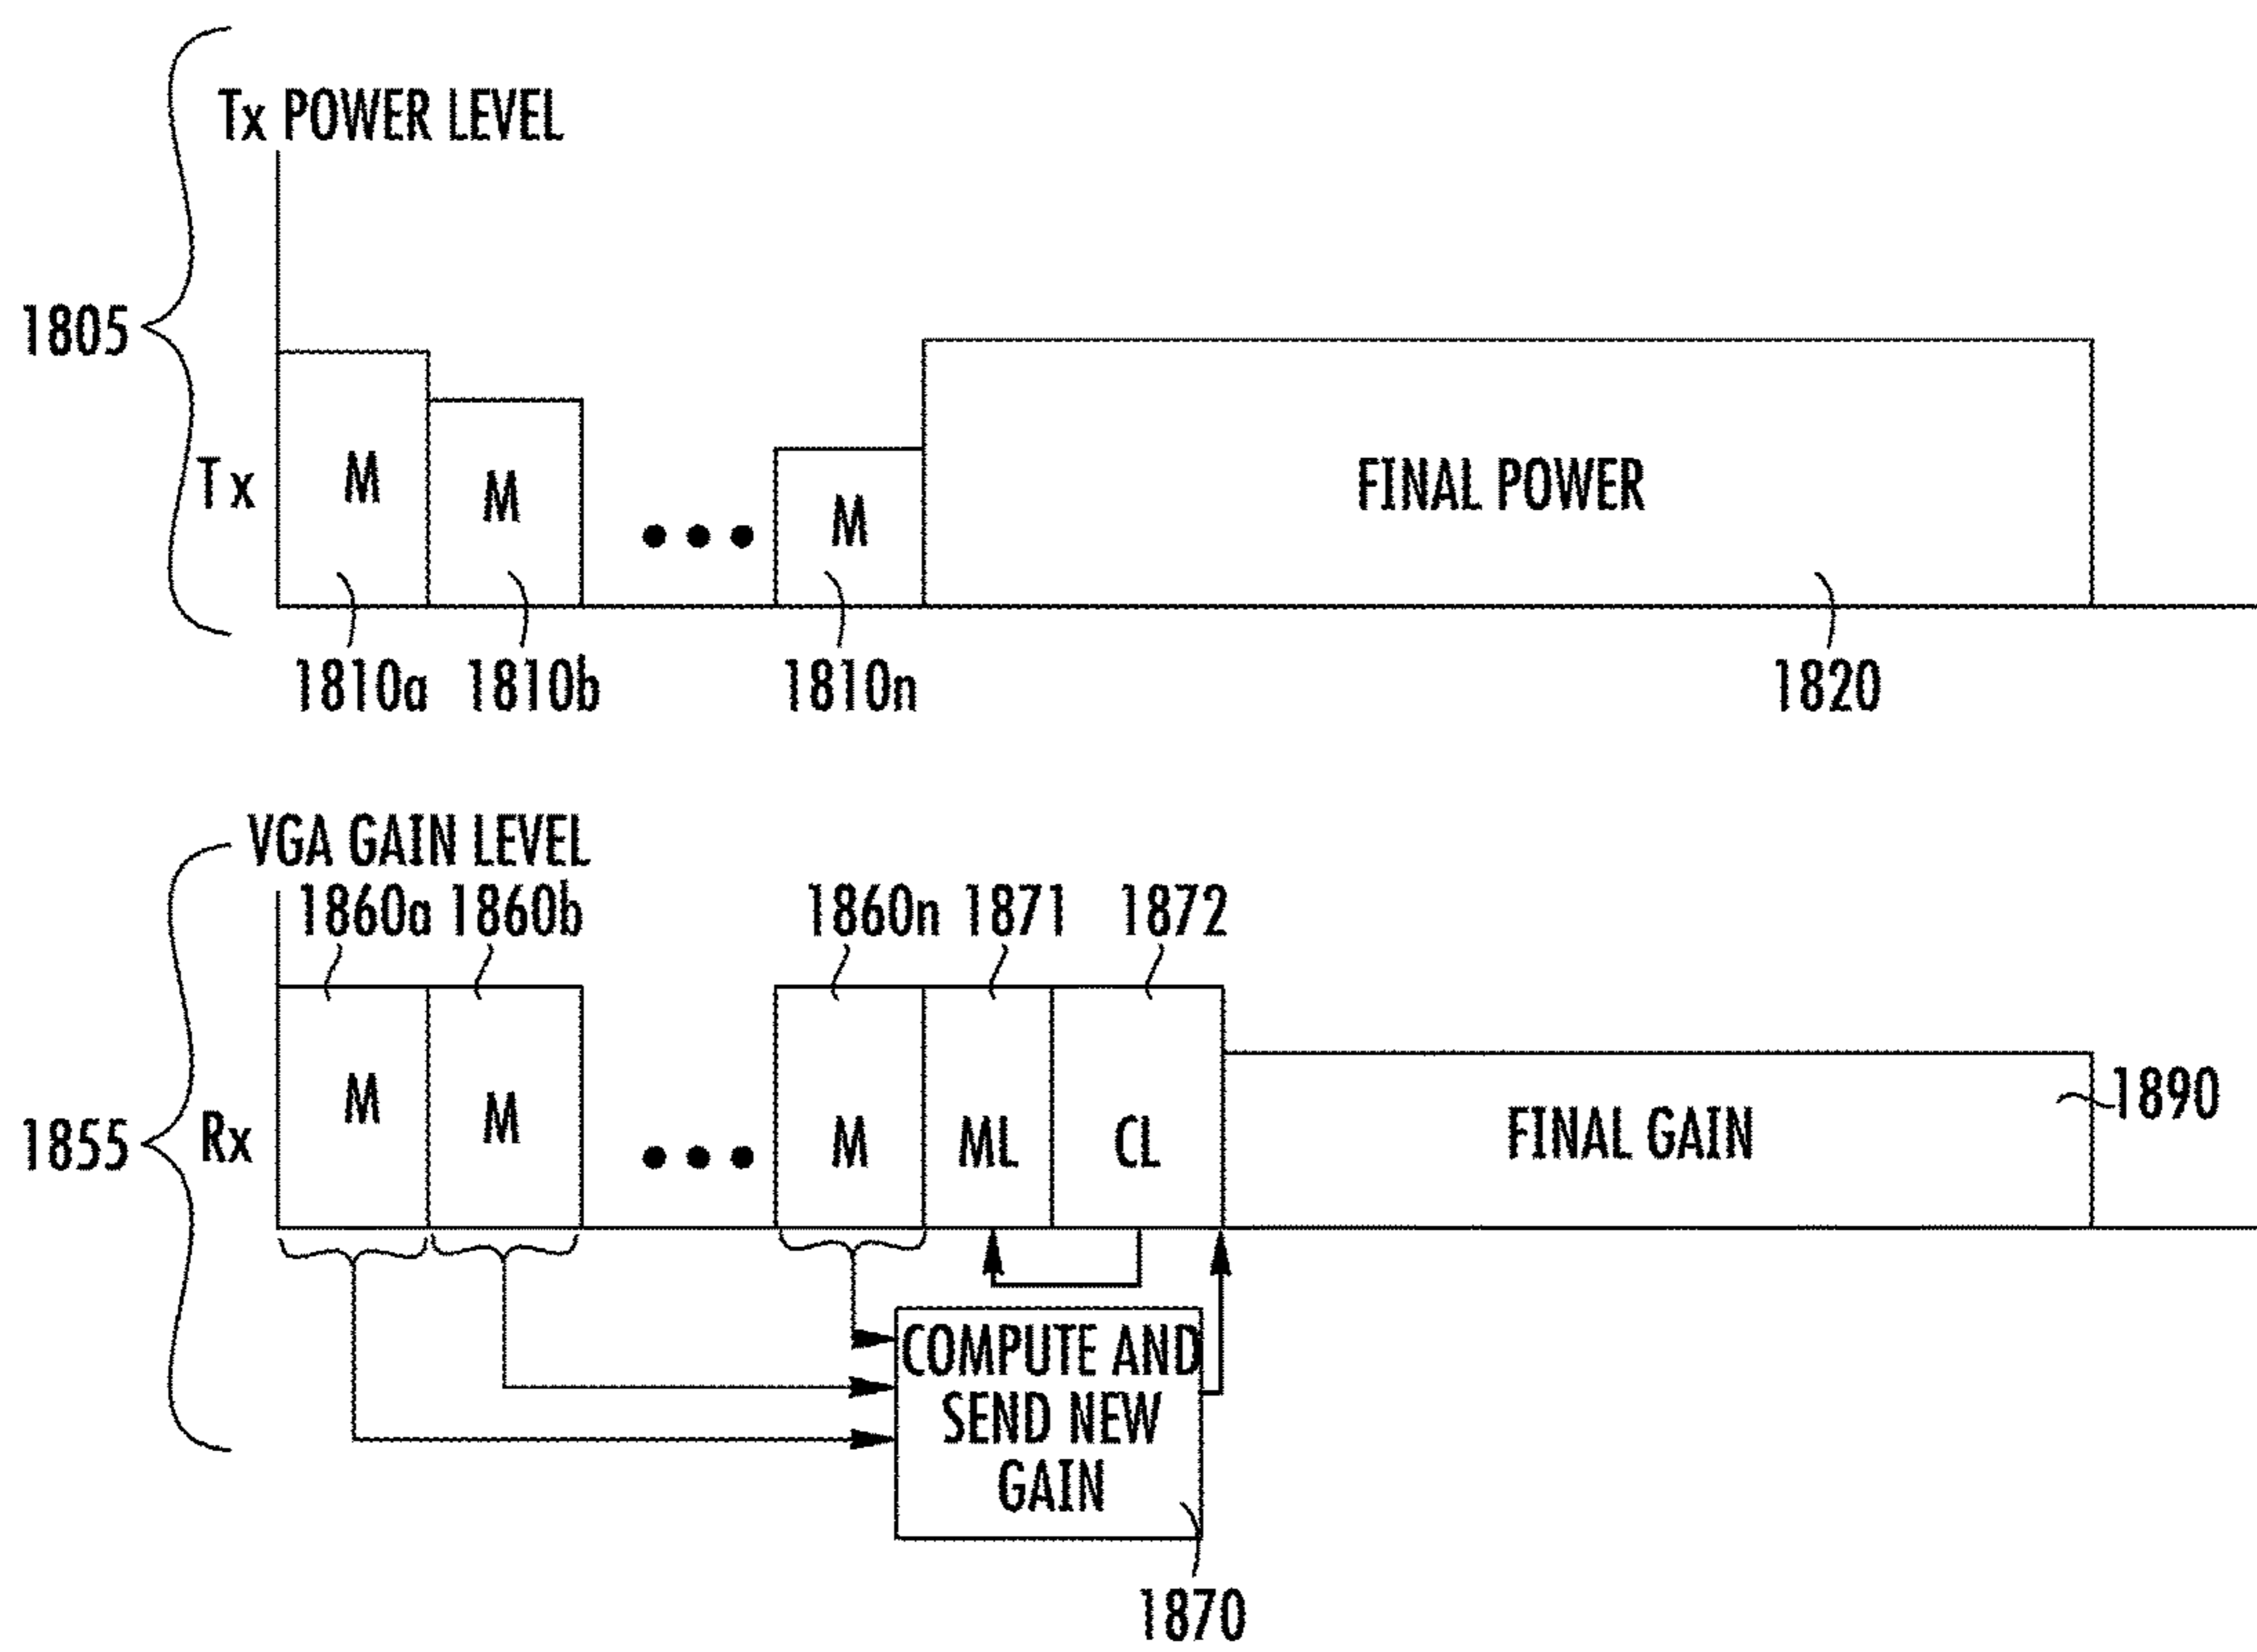 Tx POWER LEVEL
1805
Tx
M
M
M
FINAL POWER
1810a
1810b
1810n
1820
VGA GAIN LEVEL
1860a
1860b
1860n
1871
1872
1855
Rx
M
M
M
ML
CL
FINAL GAIN
1890
COMPUTE AND
SEND NEW
GAIN
1870